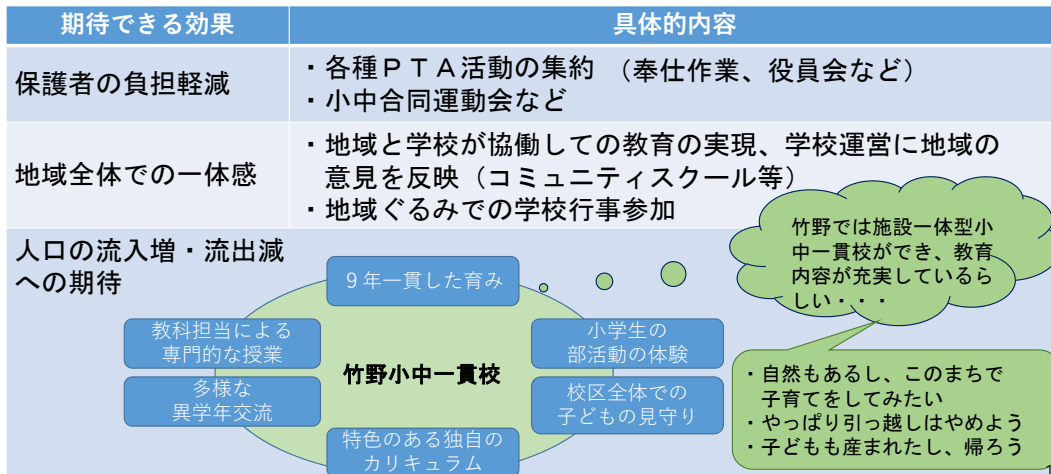 期待できる効果
具体的内容
保護者の負担軽減
・各種ＰＴＡ活動の集約　（奉仕作業、役員会など）
・小中合同運動会など
地域全体での一体感
・地域と学校が協働しての教育の実現、学校運営に地域の
意見を反映（コミュニティスクール等）
・地域ぐるみでの学校行事参加
人口の流入増・流出減
への期待
９年一貫した育み
教科担当による
専門的な授業
多様な
異学年交流
竹野小中一貫校
小学生の
部活動の体験
校区全体での
子どもの見守り
特色のある独自の
カリキュラム
竹野では施設一体型小
中一貫校ができ、教育
内容が充実しているら
しい・・・
・自然もあるし、このまちで
子育てをしてみたい
・やっぱり引っ越しはやめよう
・子どもも産まれたし、帰ろう